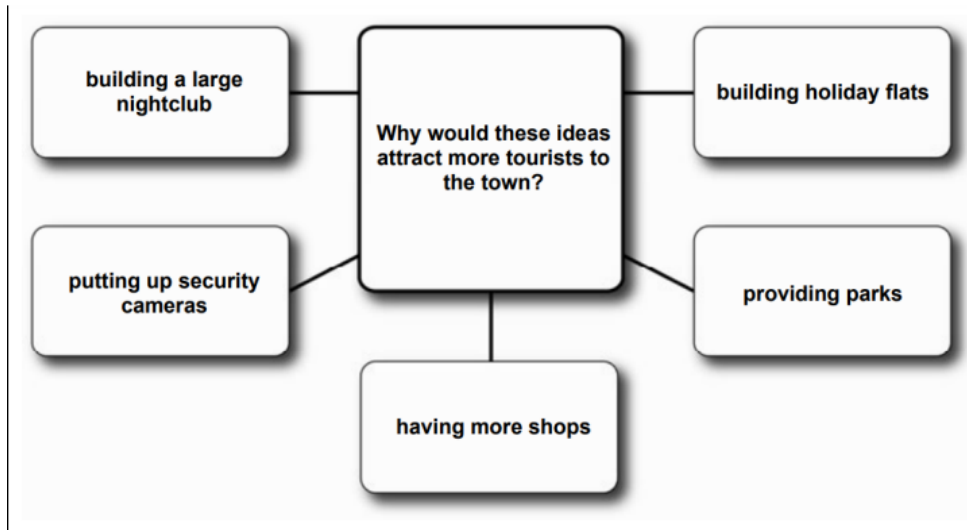 building a large
nightclub
Why would these ideas
attract more tourists to
the town?
building holiday flats
putting up security
cameras
providing parks
having more shops